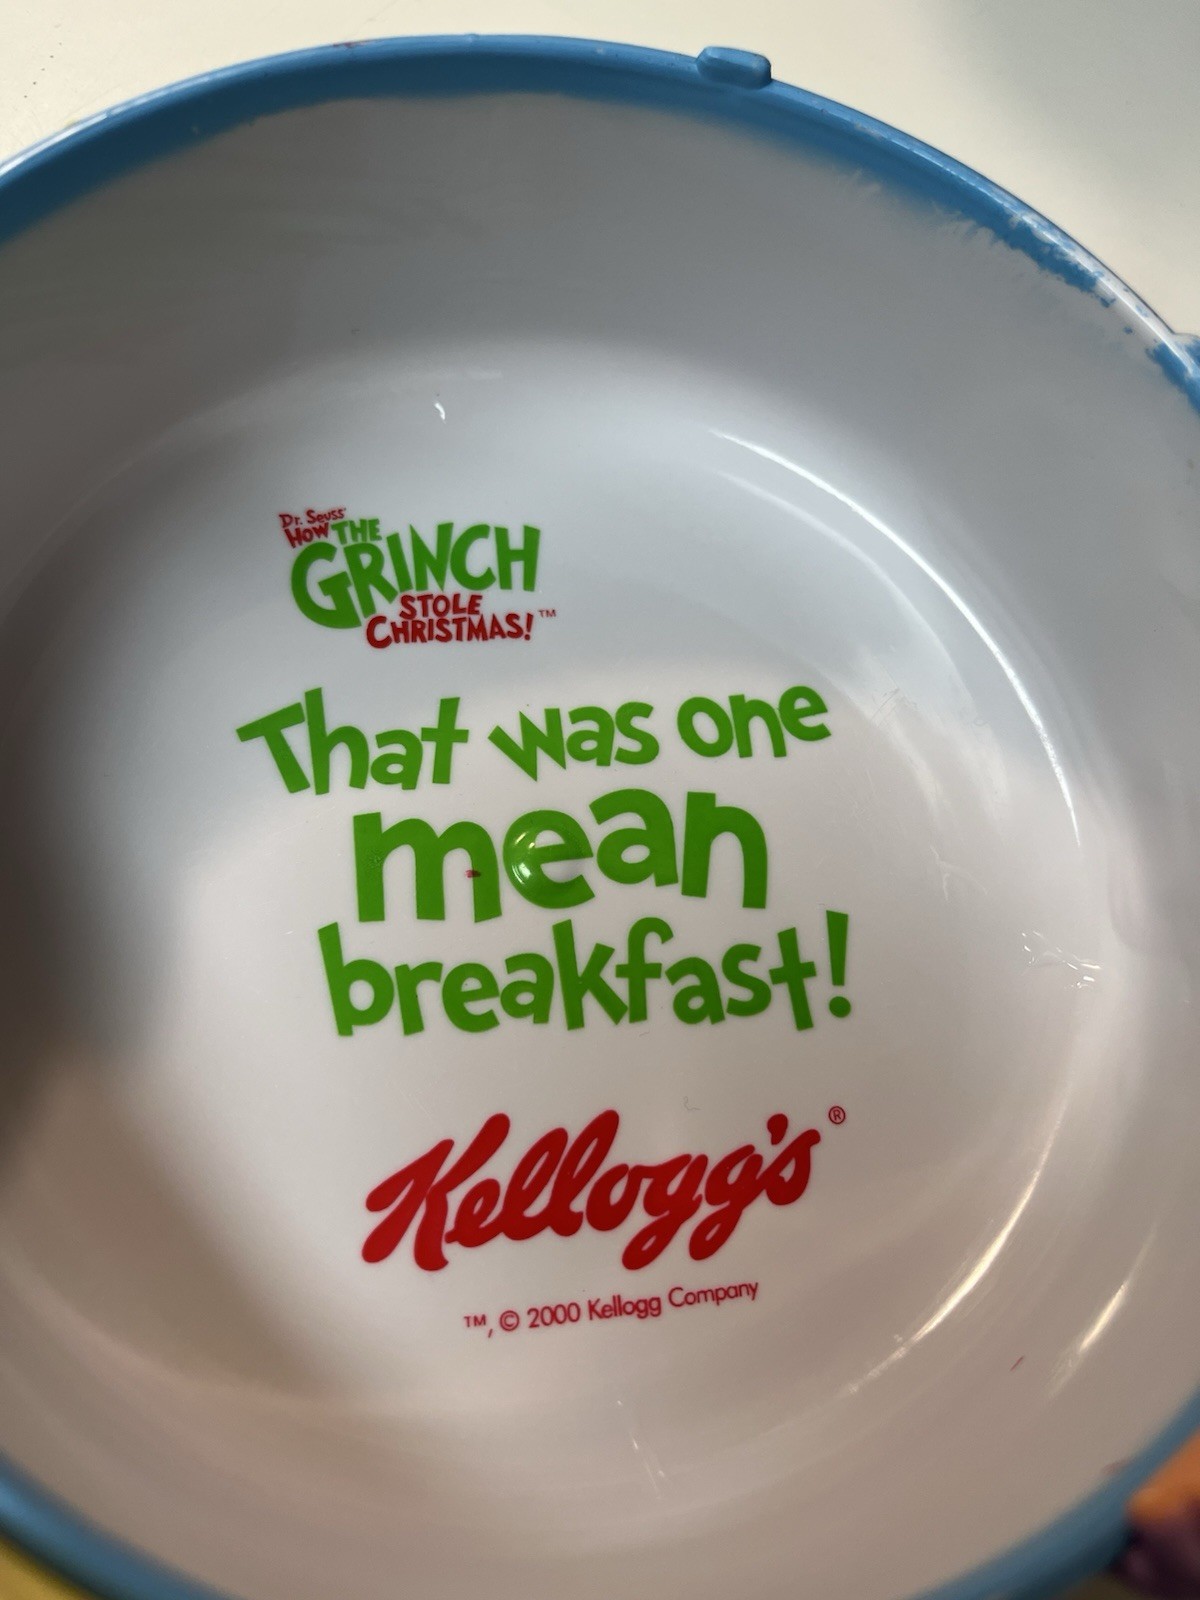 Dr. Seuss'
HOW THE
GRINCH
STOLE
CHRISTMAS!™
That was one
mean
breakfast!
Kellogg's®
™, © 2000 Kellogg Company